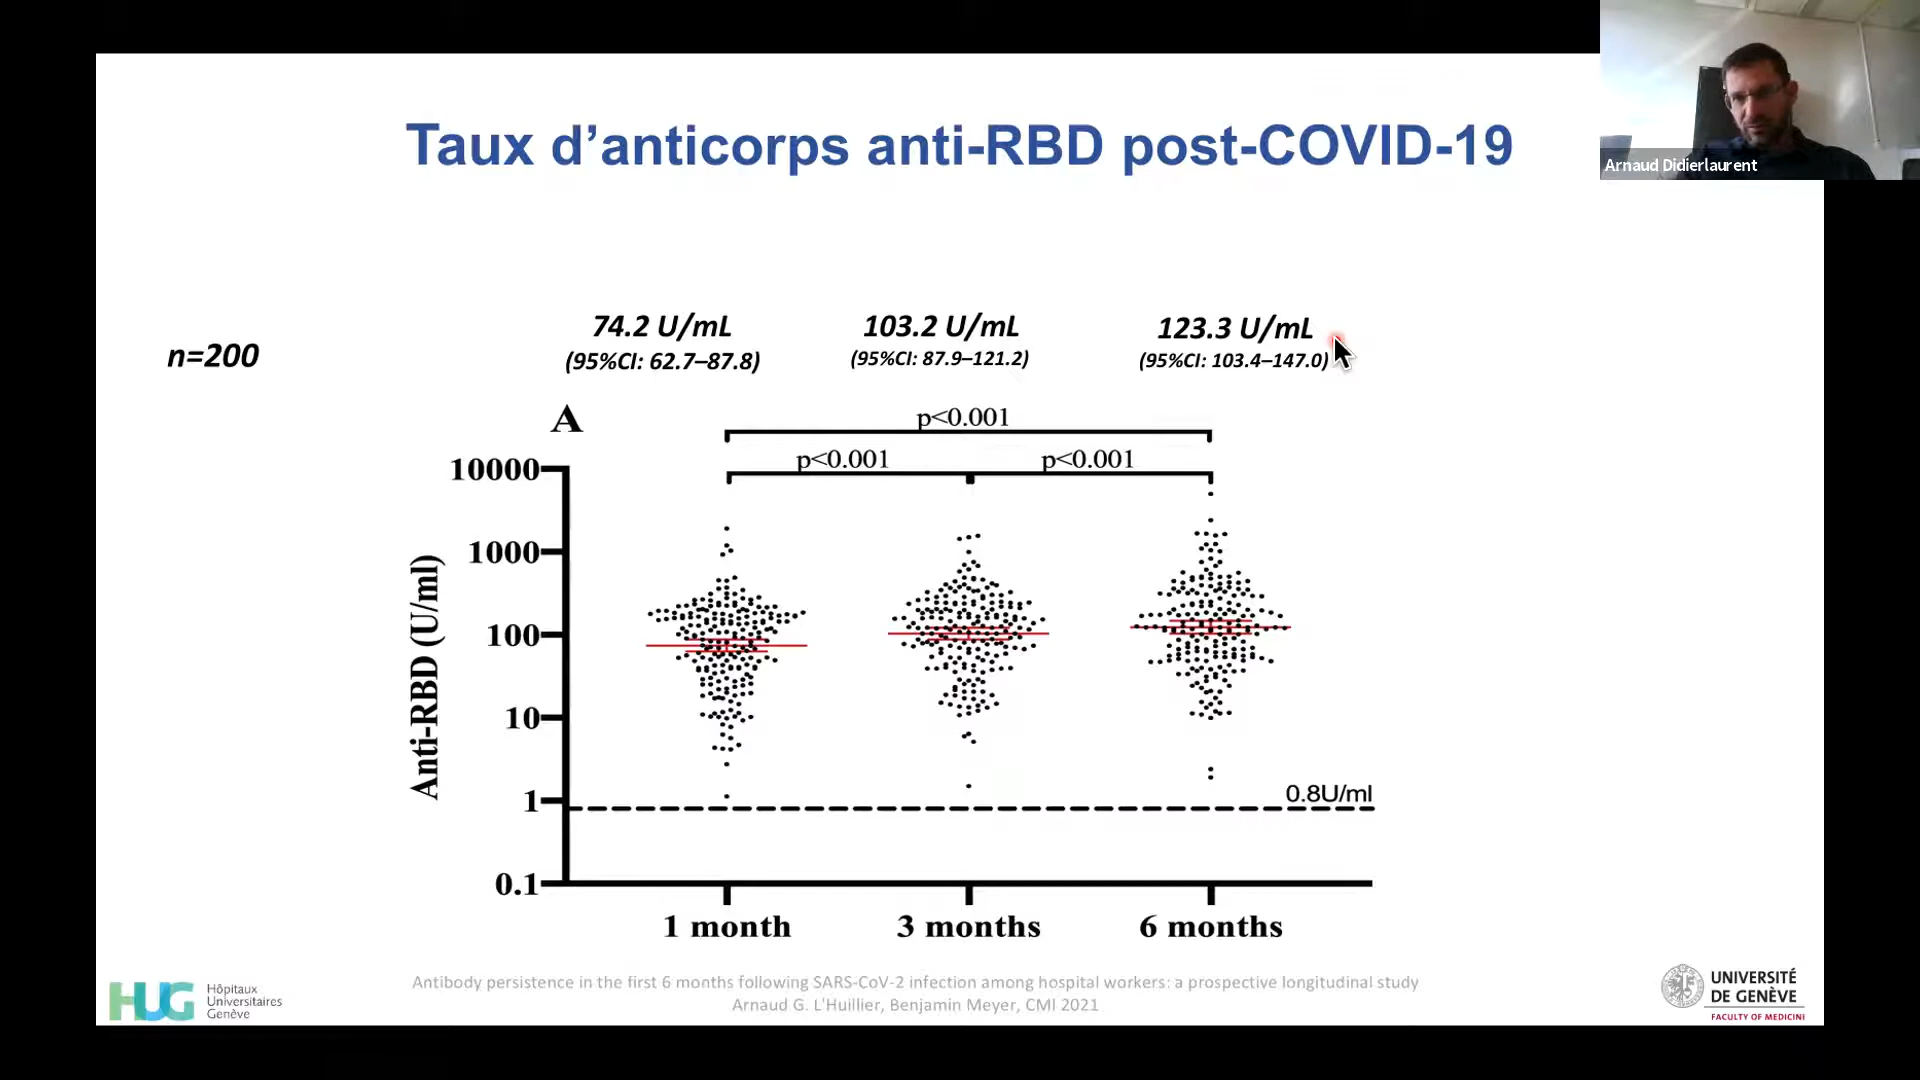 Taux d’anticorps anti-RBD post-COVID-19
Arnaud Didierlaurent
n=200
74.2 U/mL
(95%CI: 62.7–87.8)
103.2 U/mL
(95%CI: 87.9–121.2)
123.3 U/mL
(95%CI: 103.4–147.0)
A
p<0.001
p<0.001
p<0.001
Anti-RBD (U/ml)
10000
1000
100
10
1
0.1
0.8U/ml
1 month
3 months
6 months
Antibody persistence in the first 6 months following SARS-CoV-2 infection among hospital workers: a prospective longitudinal study
Arnaud G. L'Huillier, Benjamin Meyer, CMI 2021
HUG
Hôpitaux
Universitaires
Genève
UNIVERSITÉ
DE GENÈVE
FACULTY OF MEDICINI